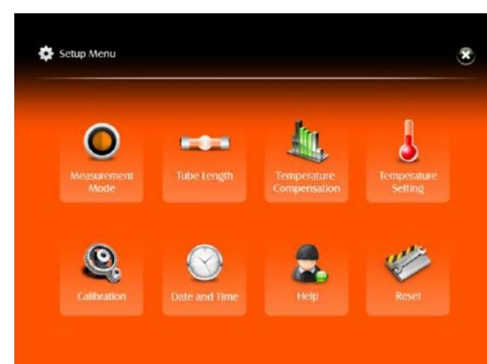 Setup Menu
Measurement
Mode
Tube Length
Temperature
Compensation
Temperature
Setting
Calibration
Date and Time
Help
Reset